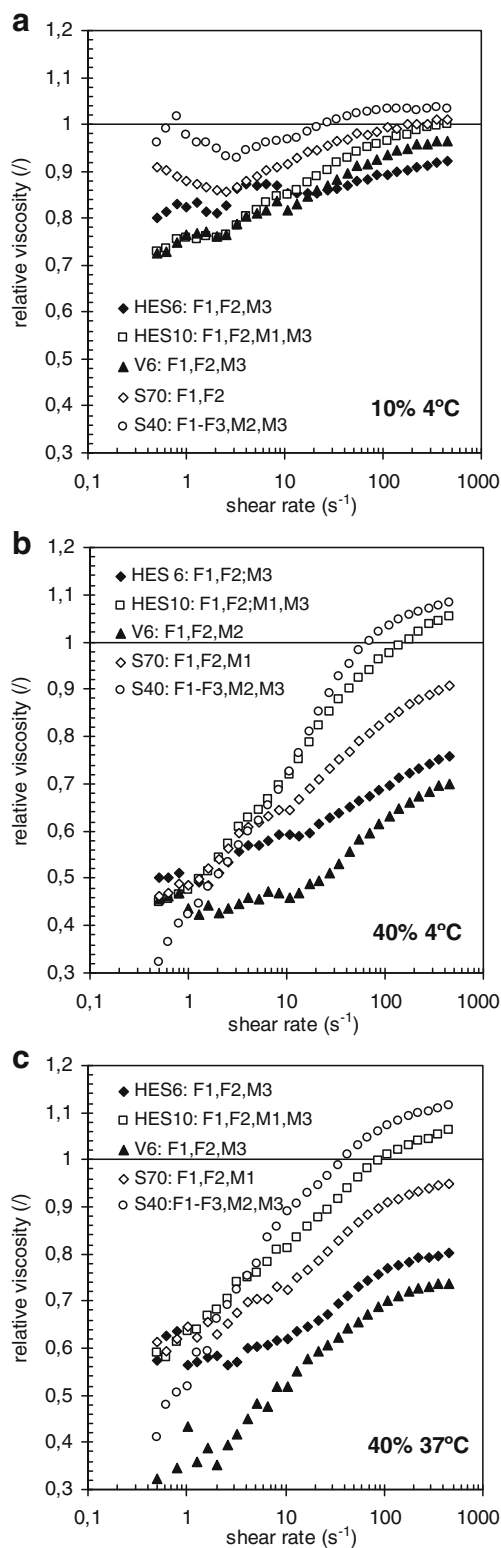 a
1,2
1,1
1
0,9
0,8
0,7
0,6
0,5
0,4
0,3
relative viscosity (/)
HES6: F1,F2,M3
HES10: F1,F2,M1,M3
V6: F1,F2,M3
S70: F1,F2
S40: F1-F3,M2,M3
10% 4ºC
0,1 1 10 100 1000
shear rate (s⁻¹)
b
1,2
1,1
1
0,9
0,8
0,7
0,6
0,5
0,4
0,3
relative viscosity (/)
HES 6: F1,F2;M3
HES10: F1,F2;M1,M3
V6: F1,F2,M2
S70: F1,F2,M1
S40: F1-F3,M2,M3
40% 4ºC
0,1 1 10 100 1000
shear rate (s⁻¹)
c
1,2
1,1
1
0,9
0,8
0,7
0,6
0,5
0,4
0,3
relative viscosity (/)
HES6: F1,F2,M3
HES10: F1,F2,M1,M3
V6: F1,F2,M3
S70: F1,F2,M1
S40:F1-F3,M2,M3
40% 37ºC
0,1 1 10 100 1000
shear rate (s⁻¹)